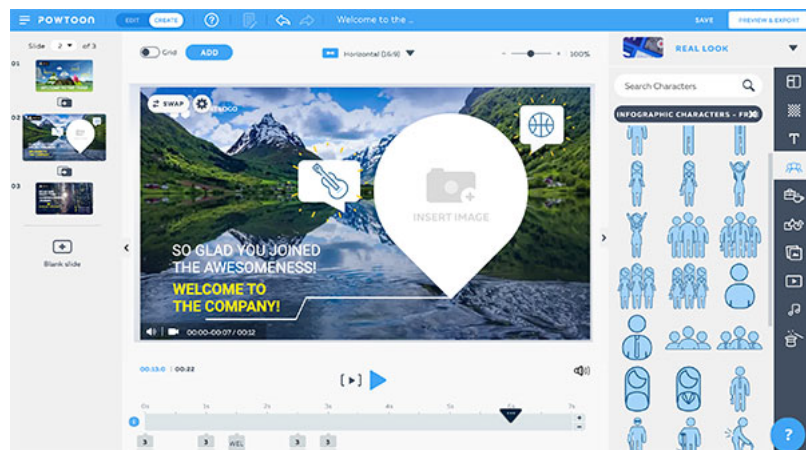 POWTOON
EDIT CREATE
?
Welcome to the ..
SAVE
PREVIEW & EXPORT
Slide 2 of 3
Grid
ADD
Horizontal (16:9)
- + 100%
REAL LOOK
01
02
03
Blank slide
SWAP
INSERT IMAGE
SO GLAD YOU JOINED
THE AWESOMENESS!
WELCOME TO
THE COMPANY!
00:00-00:07 / 00:12
Search Characters
INFOGRAPHIC CHARACTERS - FR
T
00:13.0 | 00:22
0s 1s 2s 3s 4s 5s 6s 7s
+
-
3 3 WEL 3 3
?